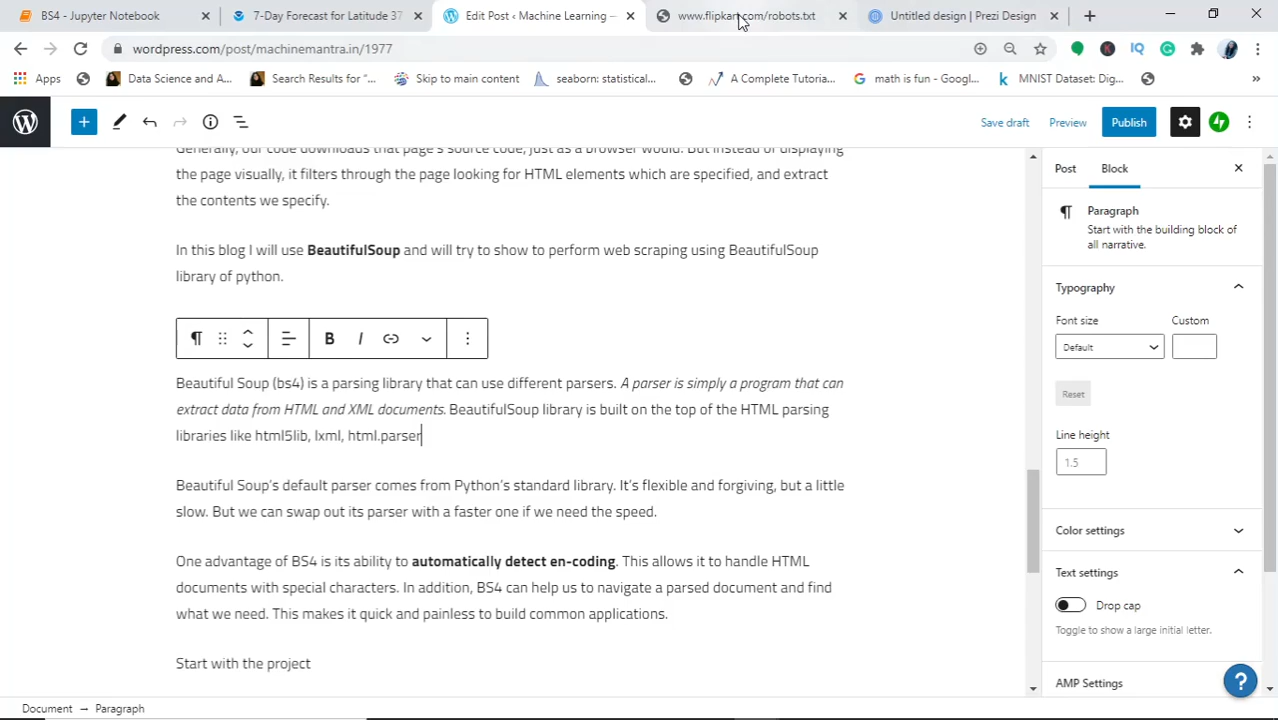 BS4 - Jupyter Notebook
7-Day Forecast for Latitude 37
Edit Post ‹ Machine Learning —
www.flipkart.com/robots.txt
Untitled design | Prezi Design
wordpress.com/post/machinemantra.in/1977
Apps
Data Science and A...
Search Results for “...
Skip to main content
seaborn: statistical...
A Complete Tutoria...
math is fun - Googl...
MNIST Dataset: Dig...
Save draft
Preview
Publish
Generally, our code downloads that page's source code, just as a browser would. But instead of displaying
the page visually, it filters through the page looking for HTML elements which are specified, and extract
the contents we specify.
In this blog I will use BeautifulSoup and will try to show to perform web scraping using BeautifulSoup
library of python.
Beautiful Soup (bs4) is a parsing library that can use different parsers. A parser is simply a program that can
extract data from HTML and XML documents. BeautifulSoup library is built on the top of the HTML parsing
libraries like html5lib, lxml, html.parser
Beautiful Soup’s default parser comes from Python’s standard library. It’s flexible and forgiving, but a little
slow. But we can swap out its parser with a faster one if we need the speed.
One advantage of BS4 is its ability to automatically detect en-coding. This allows it to handle HTML
documents with special characters. In addition, BS4 can help us to navigate a parsed document and find
what we need. This makes it quick and painless to build common applications.
Start with the project
Post
Block
Paragraph
Start with the building block of
all narrative.
Typography
Font size
Custom
Default
Reset
Line height
1.5
Color settings
Text settings
Drop cap
Toggle to show a large initial letter.
AMP Settings
Document → Paragraph